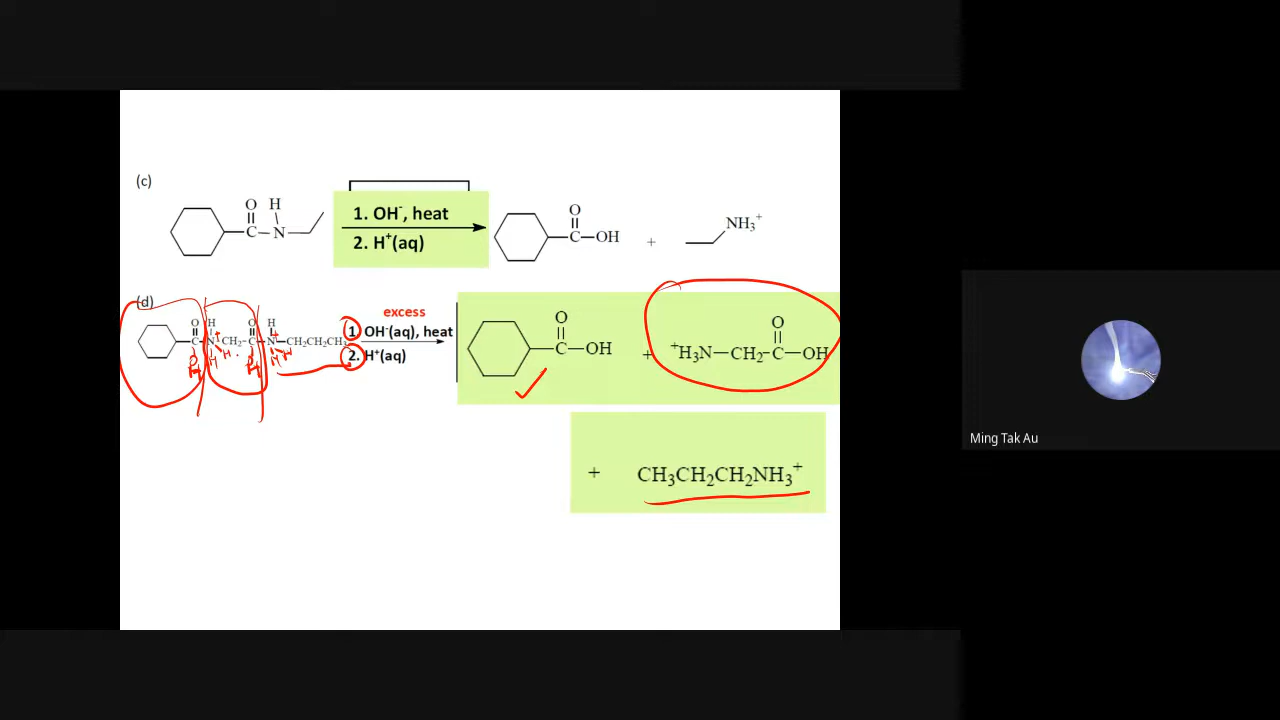 (c)
O H
C N
1. OH⁻, heat
2. H⁺(aq)
O
C—OH
+
NH₃⁺
(d)
H O H
O
C N CH₂ C N CH₂CH₂CH₃
excess
1. OH⁻(aq), heat
2. H⁺(aq)
O
C—OH
+
O
⁺H₃N—CH₂—C—OH
+ CH₃CH₂CH₂NH₃⁺
Ming Tak Au